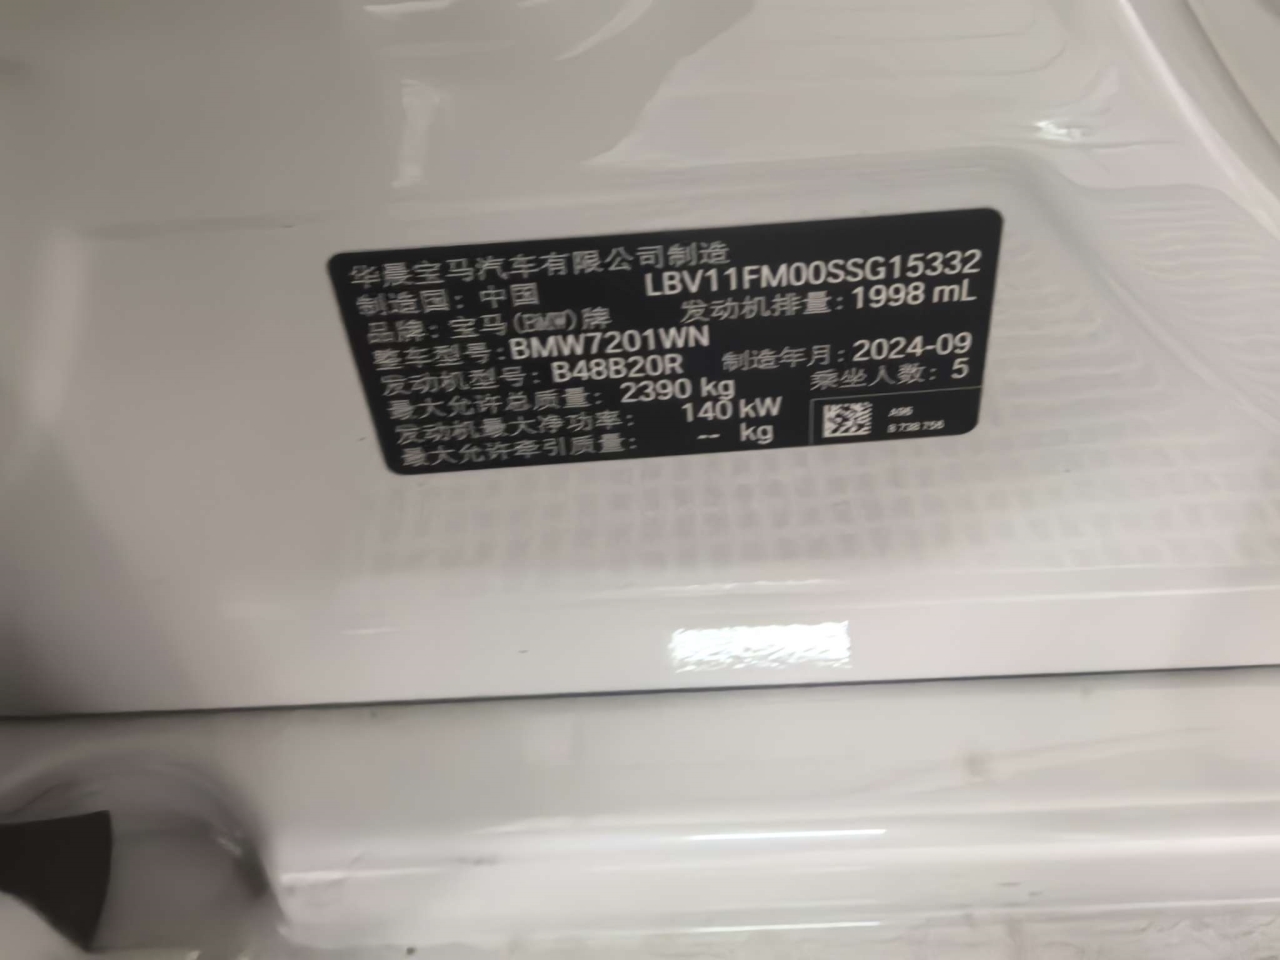 华晨宝马汽车有限公司制造
制造国：中国 LBV11FM00SSG15332
品牌：宝马(BMW)牌 发动机排量：1998 mL
整车型号：BMW7201WN
发动机型号：B48B20R 制造年月：2024-09
最大允许总质量：2390 kg 乘坐人数：5
发动机最大净功率：140 kW
最大允许牵引质量：-- kg
A96
8 738 756